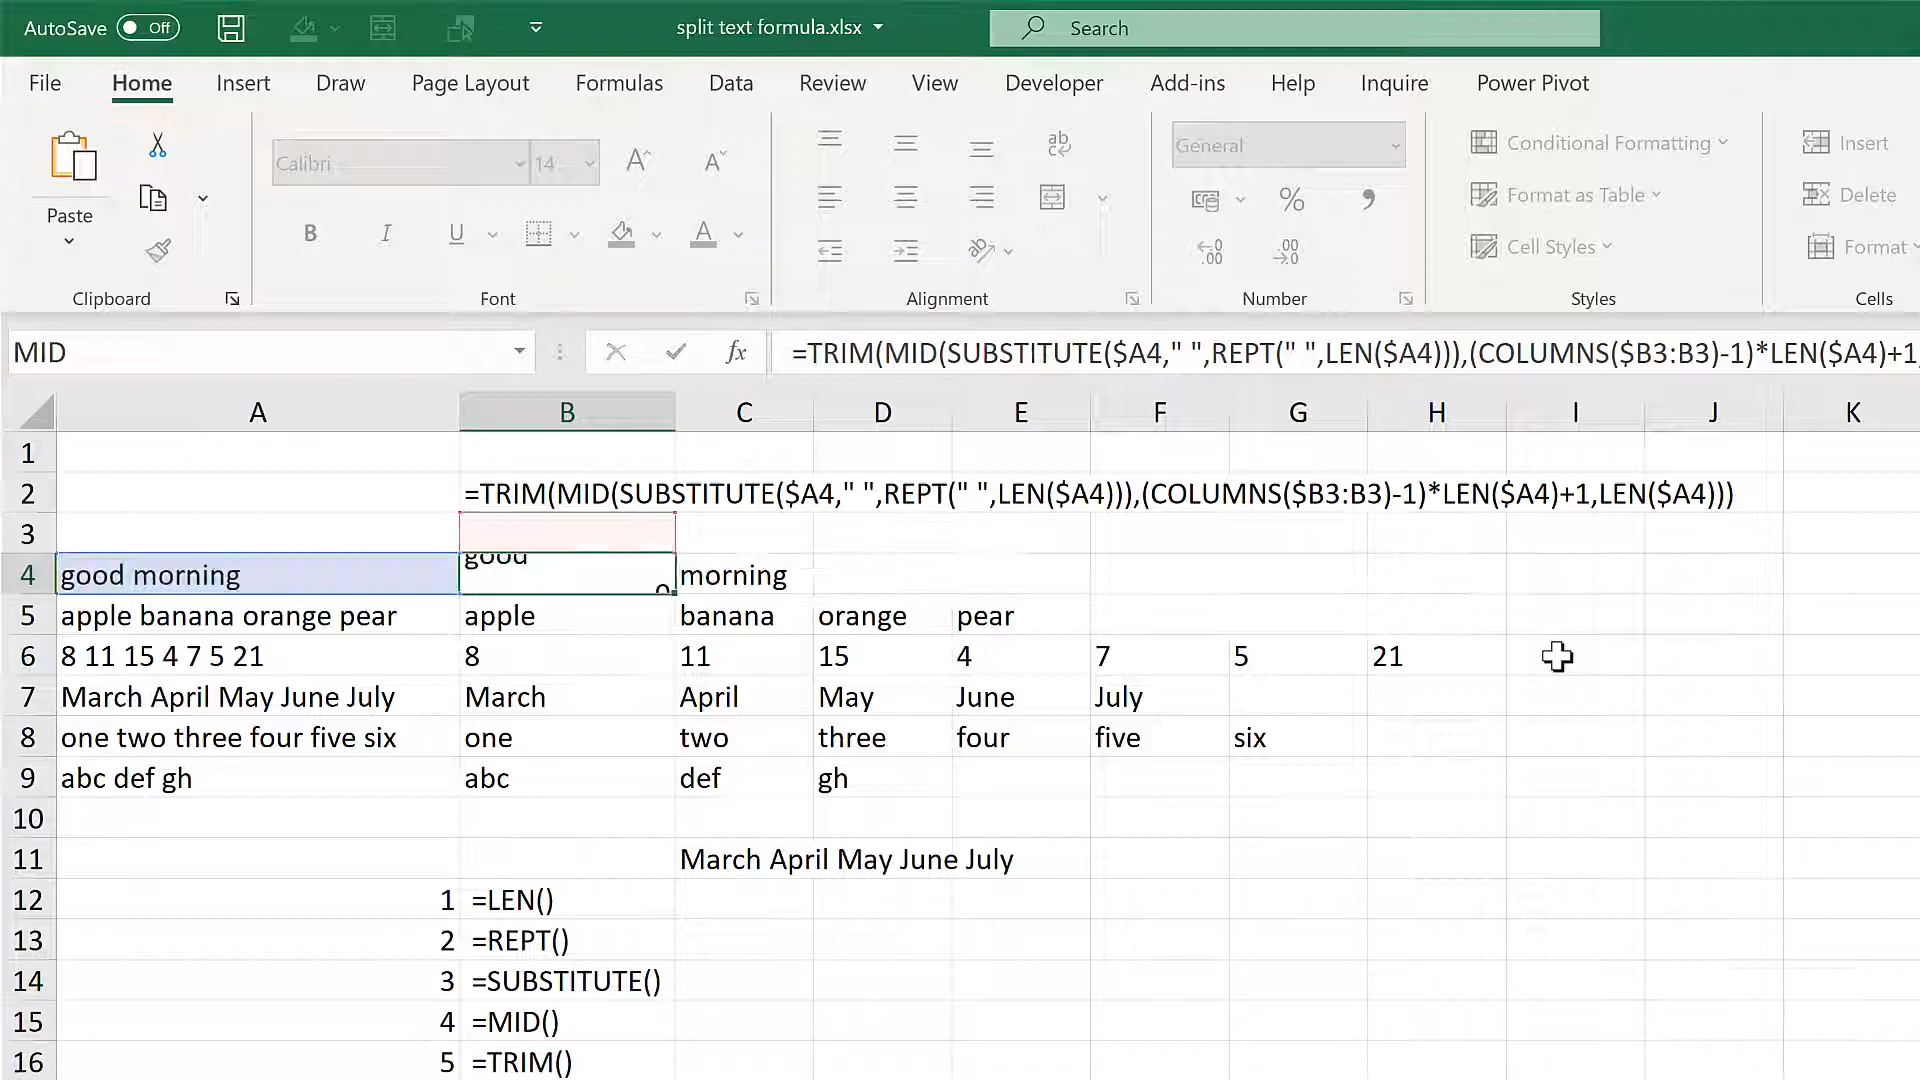 AutoSave Off split text formula.xlsx Search
File Home Insert Draw Page Layout Formulas Data Review View Developer Add-ins Help Inquire Power Pivot
Paste
Calibri 14
B I U A
ab
General
% 9
Conditional Formatting
Format as Table
Cell Styles
Insert
Delete
Format
Clipboard Font Alignment Number Styles Cells
MID fx =TRIM(MID(SUBSTITUTE($A4," ",REPT(" ",LEN($A4))),(COLUMNS($B3:B3)-1)*LEN($A4)+1,
A B C D E F G H I J K
1
2 =TRIM(MID(SUBSTITUTE($A4," ",REPT(" ",LEN($A4))),(COLUMNS($B3:B3)-1)*LEN($A4)+1,LEN($A4)))
3
4 good morning good morning
5 apple banana orange pear apple banana orange pear
6 8 11 15 4 7 5 21 8 11 15 4 7 5 21
7 March April May June July March April May June July
8 one two three four five six one two three four five six
9 abc def gh abc def gh
10
11 March April May June July
12 1 =LEN()
13 2 =REPT()
14 3 =SUBSTITUTE()
15 4 =MID()
16 5 =TRIM()